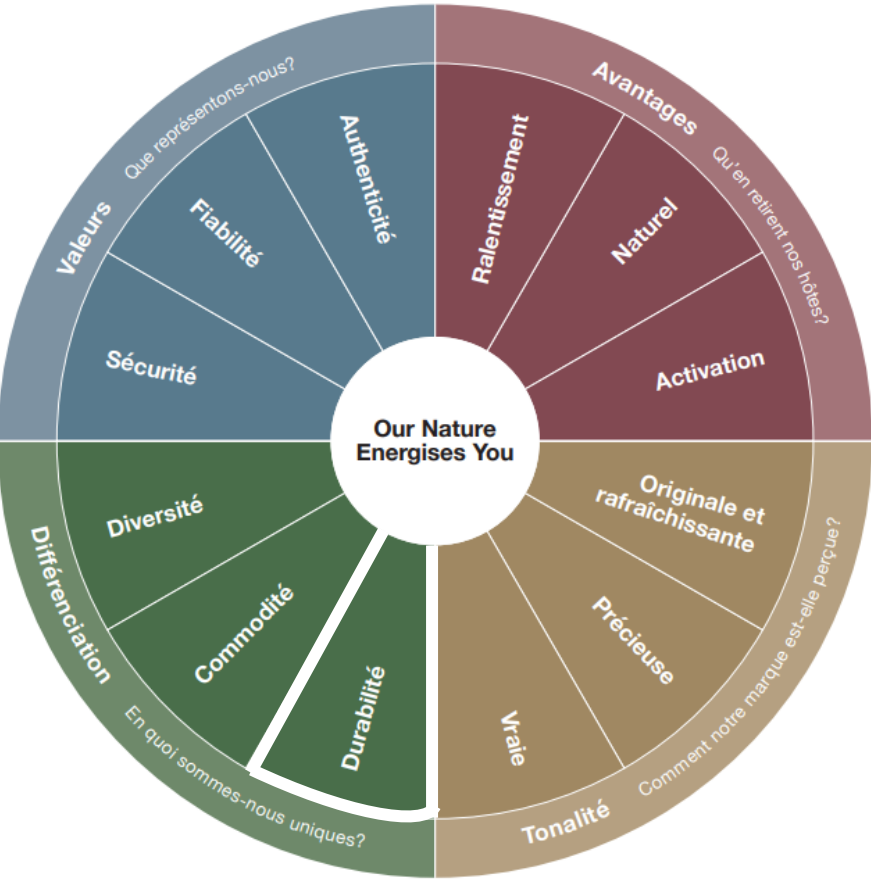 Valeurs
Que représentons-nous?
Authenticité
Fiabilité
Sécurité
Avantages
Qu'en retirent nos hôtes?
Ralentissement
Naturel
Activation
Our Nature
Energises You
Différenciation
En quoi sommes-nous uniques?
Diversité
Commodité
Durabilité
Tonalité
Comment notre marque est-elle perçue?
Originale et
rafraîchissante
Précieuse
Vraie